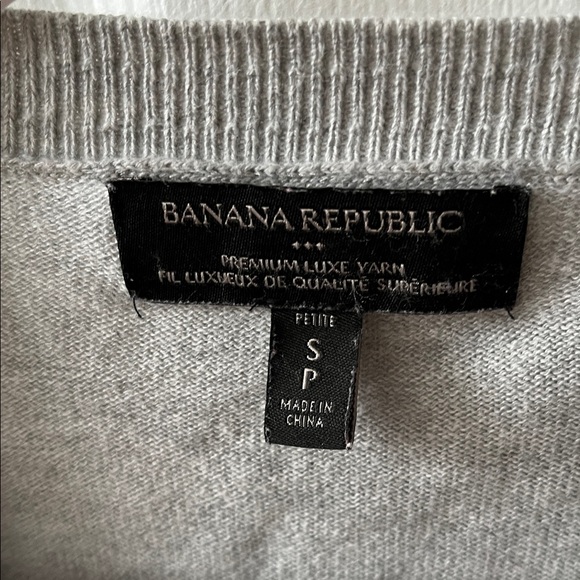 BANANA REPUBLIC
PREMIUM LUXE YARN
FIL LUXUEUX DE QUALITÉ SUPÉRIEURE
PETITE
S
P
MADE IN
CHINA